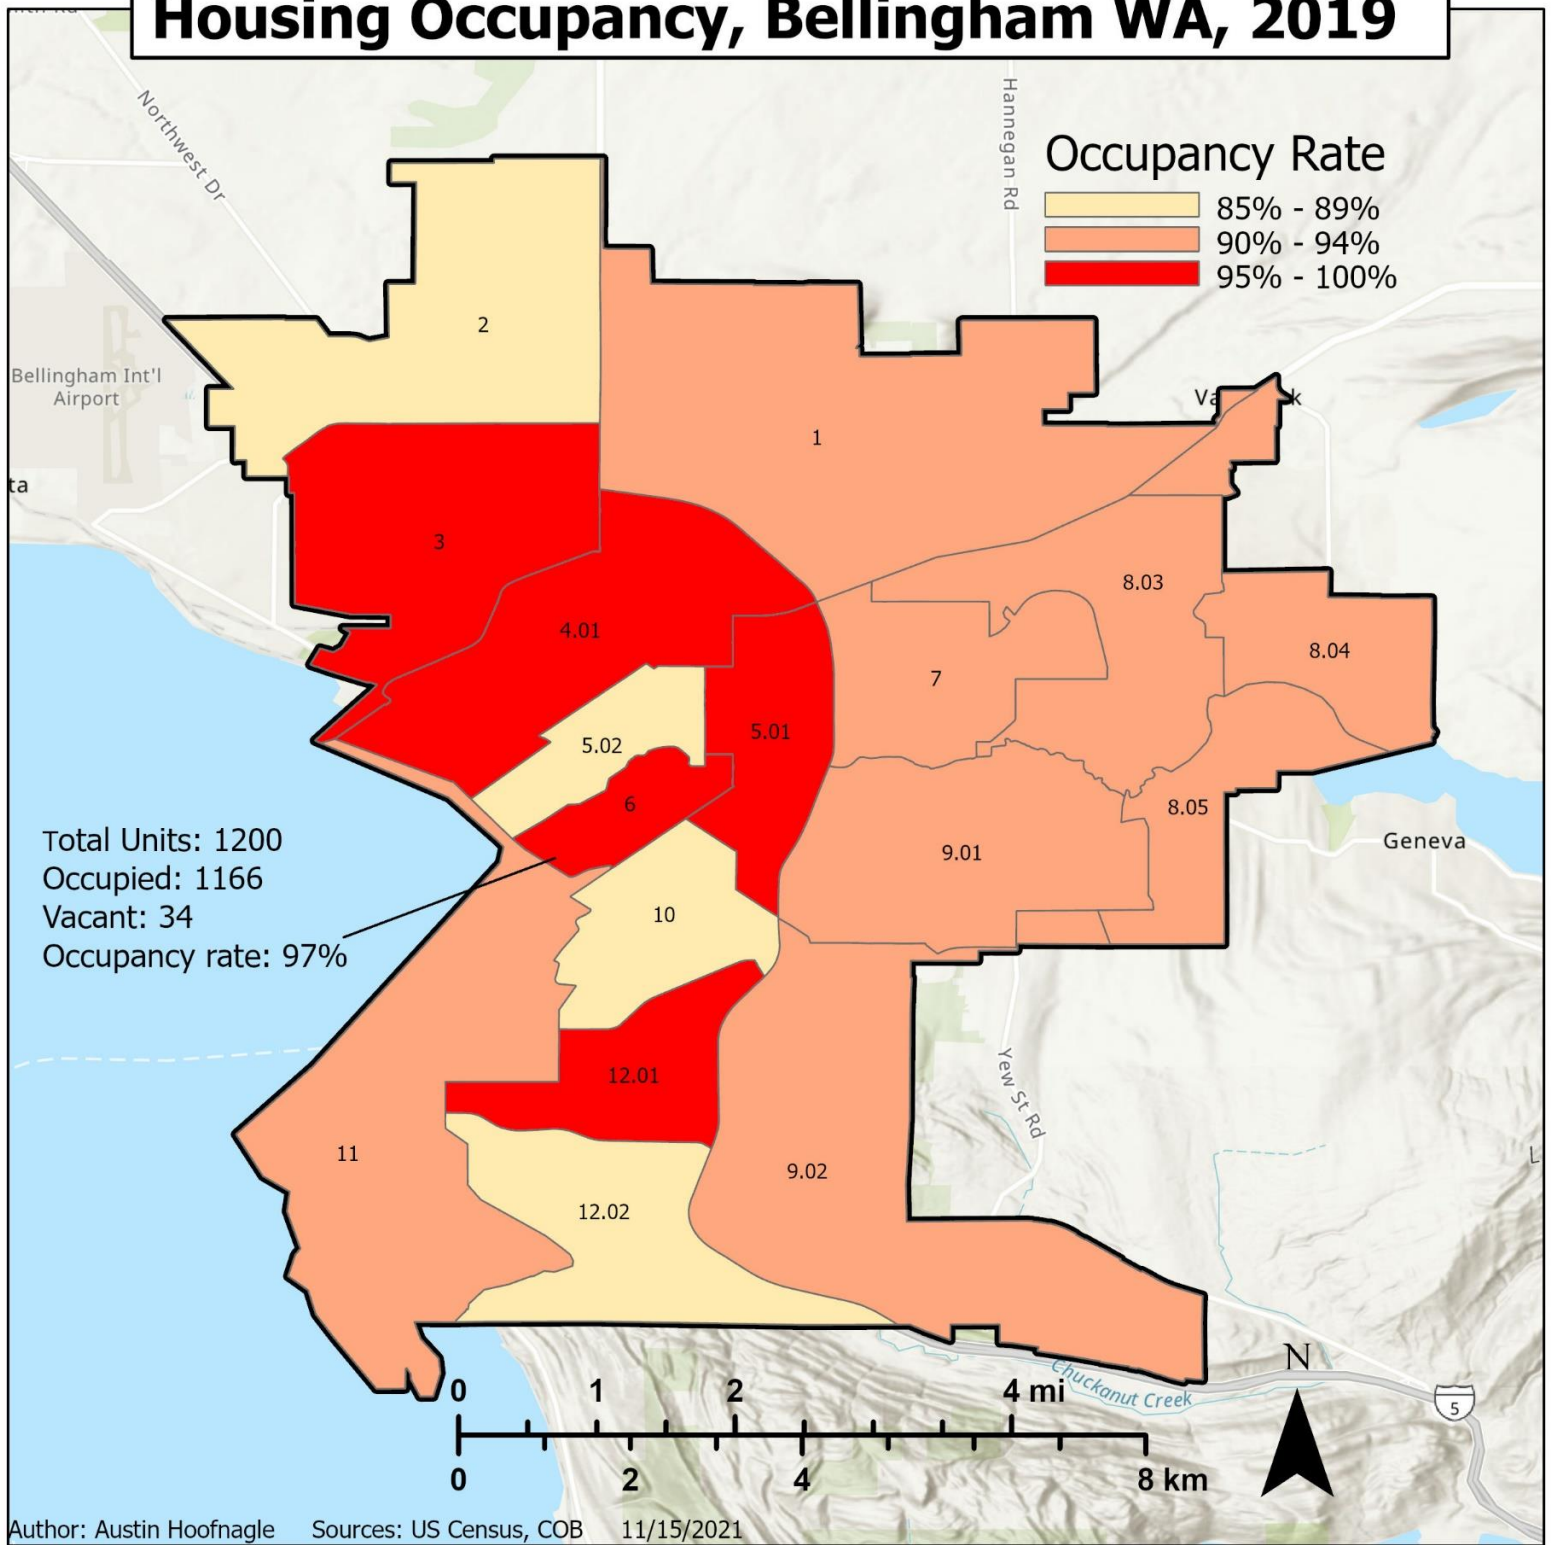 Housing Occupancy, Bellingham WA, 2019
Northwest Dr
Hannegan Rd
Occupancy Rate
85% - 89%
90% - 94%
95% - 100%
2
Bellingham Int'l
Airport
1
ta
3
8.03
4.01
8.04
7
5.01
5.02
6
8.05
Total Units: 1200
Occupied: 1166
Vacant: 34
Occupancy rate: 97%
9.01
Geneva
10
Yew St Rd
12.01
11
9.02
12.02
N
Chuckanut Creek
5
0 1 2 4 mi
0 2 4 8 km
Author: Austin Hoofnagle Sources: US Census, COB 11/15/2021